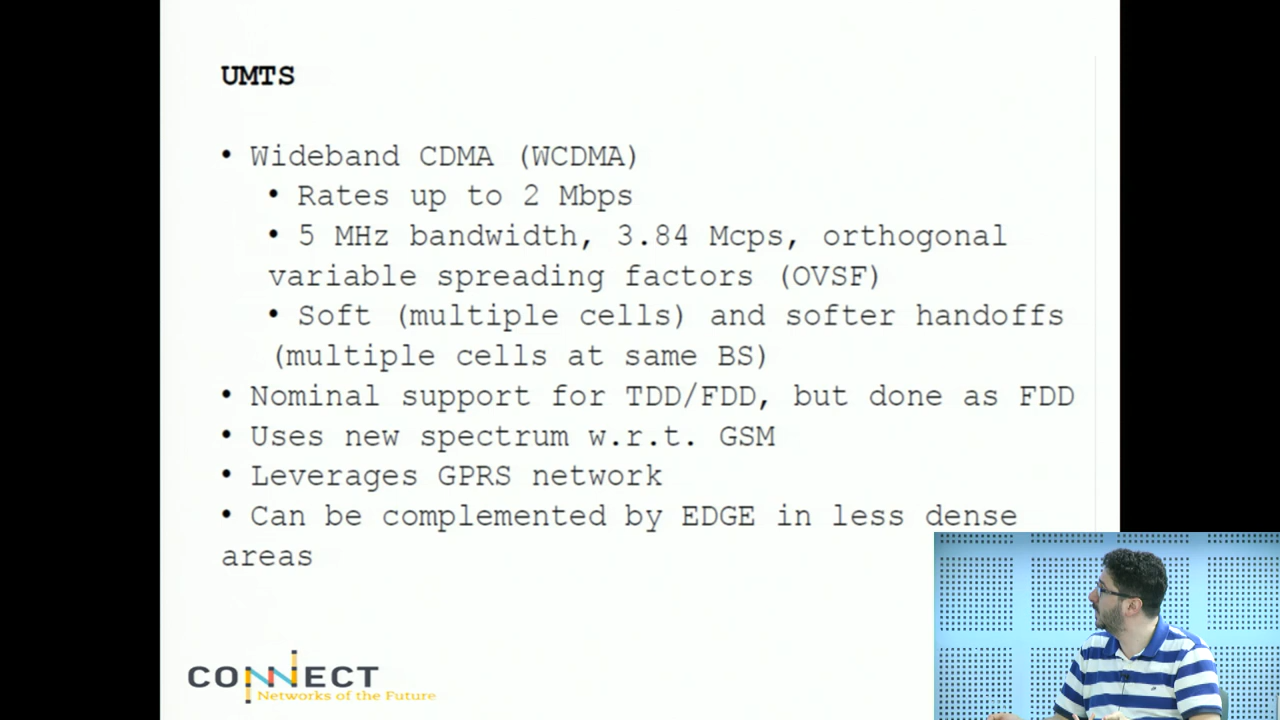 UMTS
• Wideband CDMA (WCDMA)
• Rates up to 2 Mbps
• 5 MHz bandwidth, 3.84 Mcps, orthogonal
variable spreading factors (OVSF)
• Soft (multiple cells) and softer handoffs
(multiple cells at same BS)
• Nominal support for TDD/FDD, but done as FDD
• Uses new spectrum w.r.t. GSM
• Leverages GPRS network
• Can be complemented by EDGE in less dense
areas
CONNECT
Networks of the Future